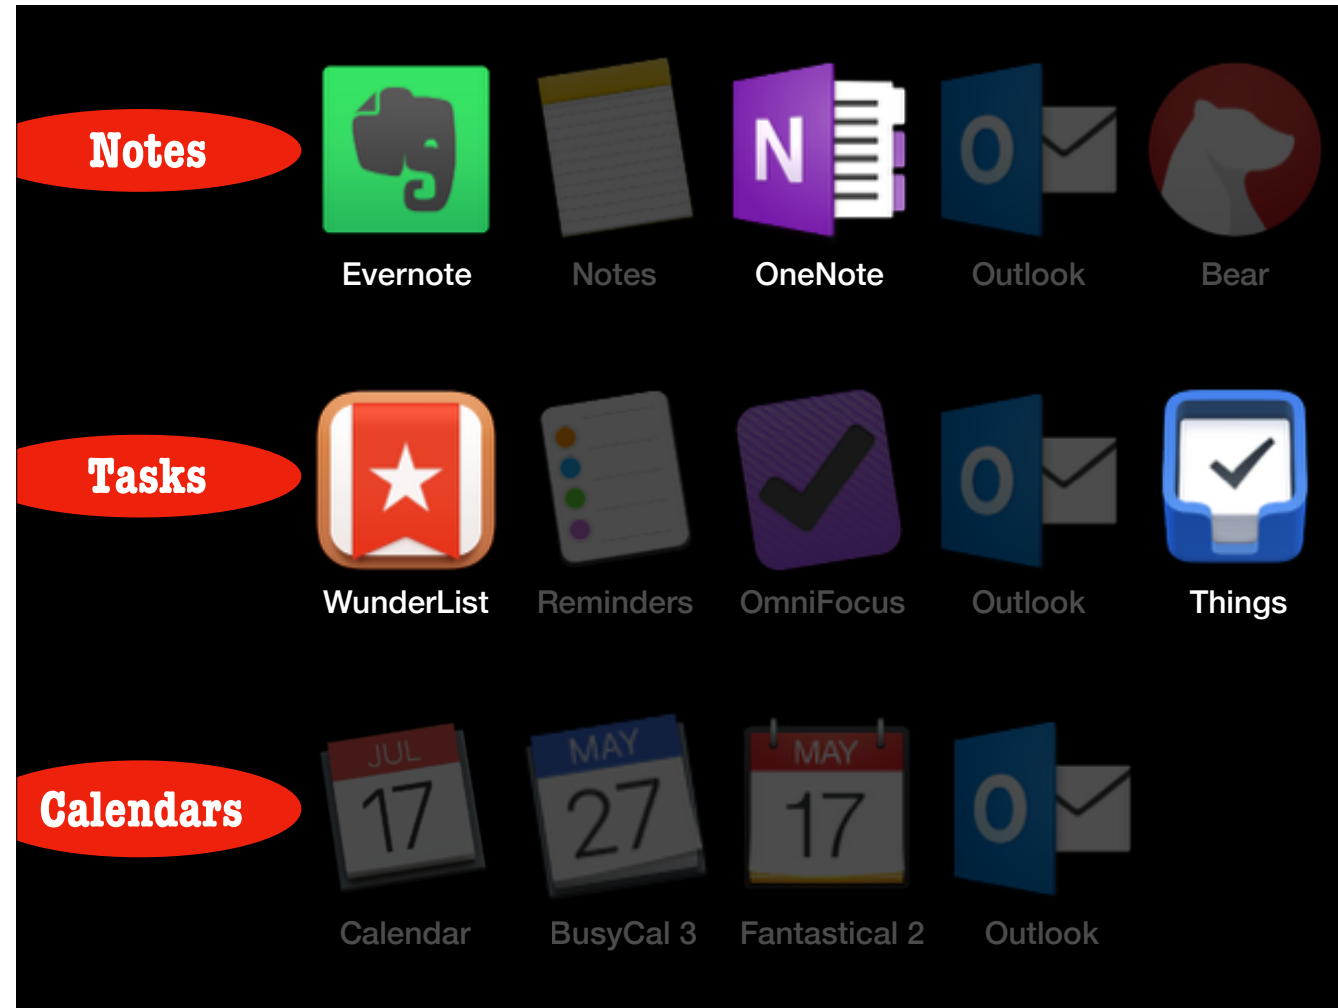 Notes
N
O
Evernote
Notes
OneNote
Outlook
Bear
Tasks
O
WunderList
Reminders
OmniFocus
Outlook
Things
Calendars
JUL
17
MAY
27
MAY
17
O
Calendar
BusyCal 3
Fantastical 2
Outlook